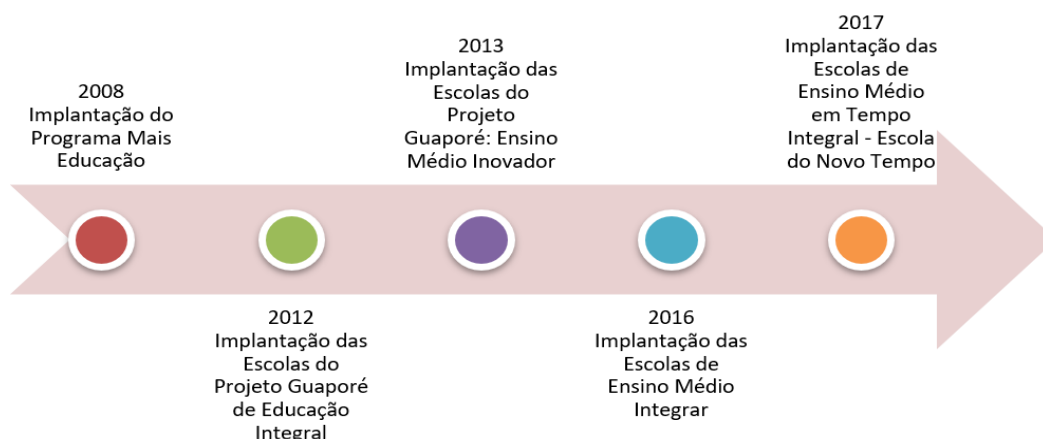 2008
Implantação do
Programa Mais
Educação
2012
Implantação das
Escolas do
Projeto Guaporé
de Educação
Integral
2013
Implantação das
Escolas do
Projeto
Guaporé: Ensino
Médio Inovador
2016
Implantação das
Escolas de
Ensino Médio
Integrar
2017
Implantação das
Escolas de
Ensino Médio
em Tempo
Integral - Escola
do Novo Tempo